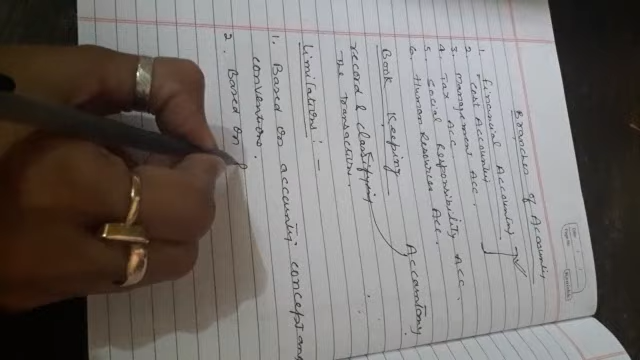 Branches of Accounting
1. Financial Accounting
2. Cost Accounting
3. Management Acc.
4. Tax Acc.
5. Social Responsibility Acc.
6. Human Resources Acc.
Book Keeping Accounting
record & classifying
the transaction.
Limitations: -
1. Based on accounting concept and
conventions.
2. Based on